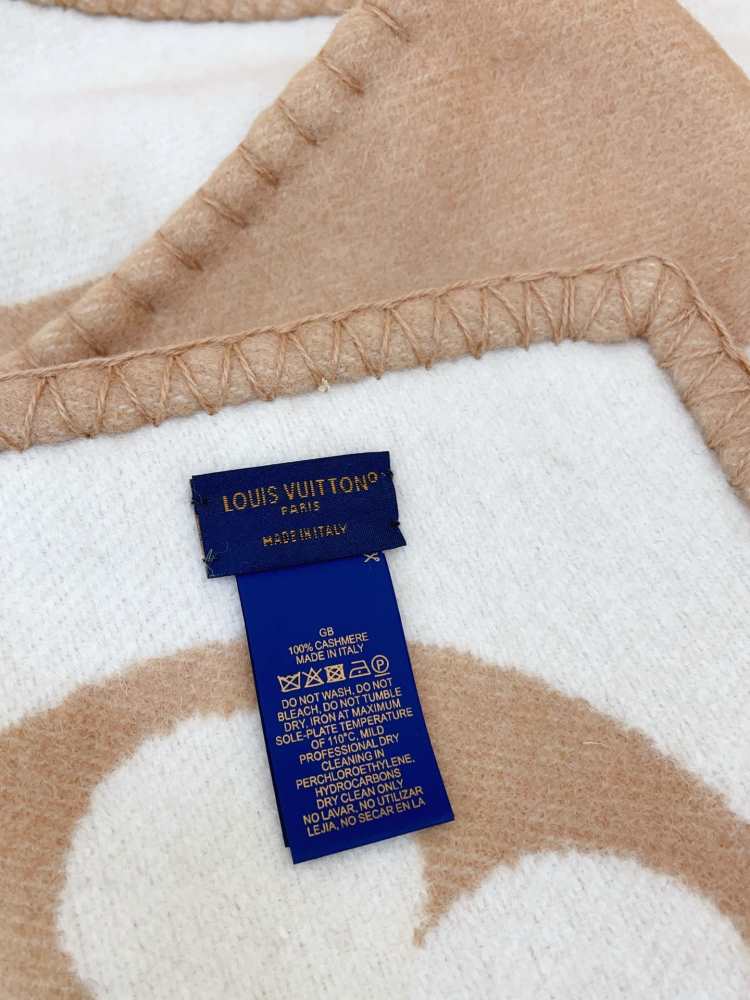 LOUIS VUITTON®
PARIS
MADE IN ITALY
GB
100% CASHMERE
MADE IN ITALY
P
DO NOT WASH, DO NOT
BLEACH, DO NOT TUMBLE
DRY, IRON AT MAXIMUM
SOLE-PLATE TEMPERATURE
OF 110°C, MILD
PROFESSIONAL DRY
CLEANING IN
PERCHLOROETHYLENE,
HYDROCARBONS
DRY CLEAN ONLY
NO LAVAR, NO UTILIZAR
LEJIA, NO SECAR EN LA